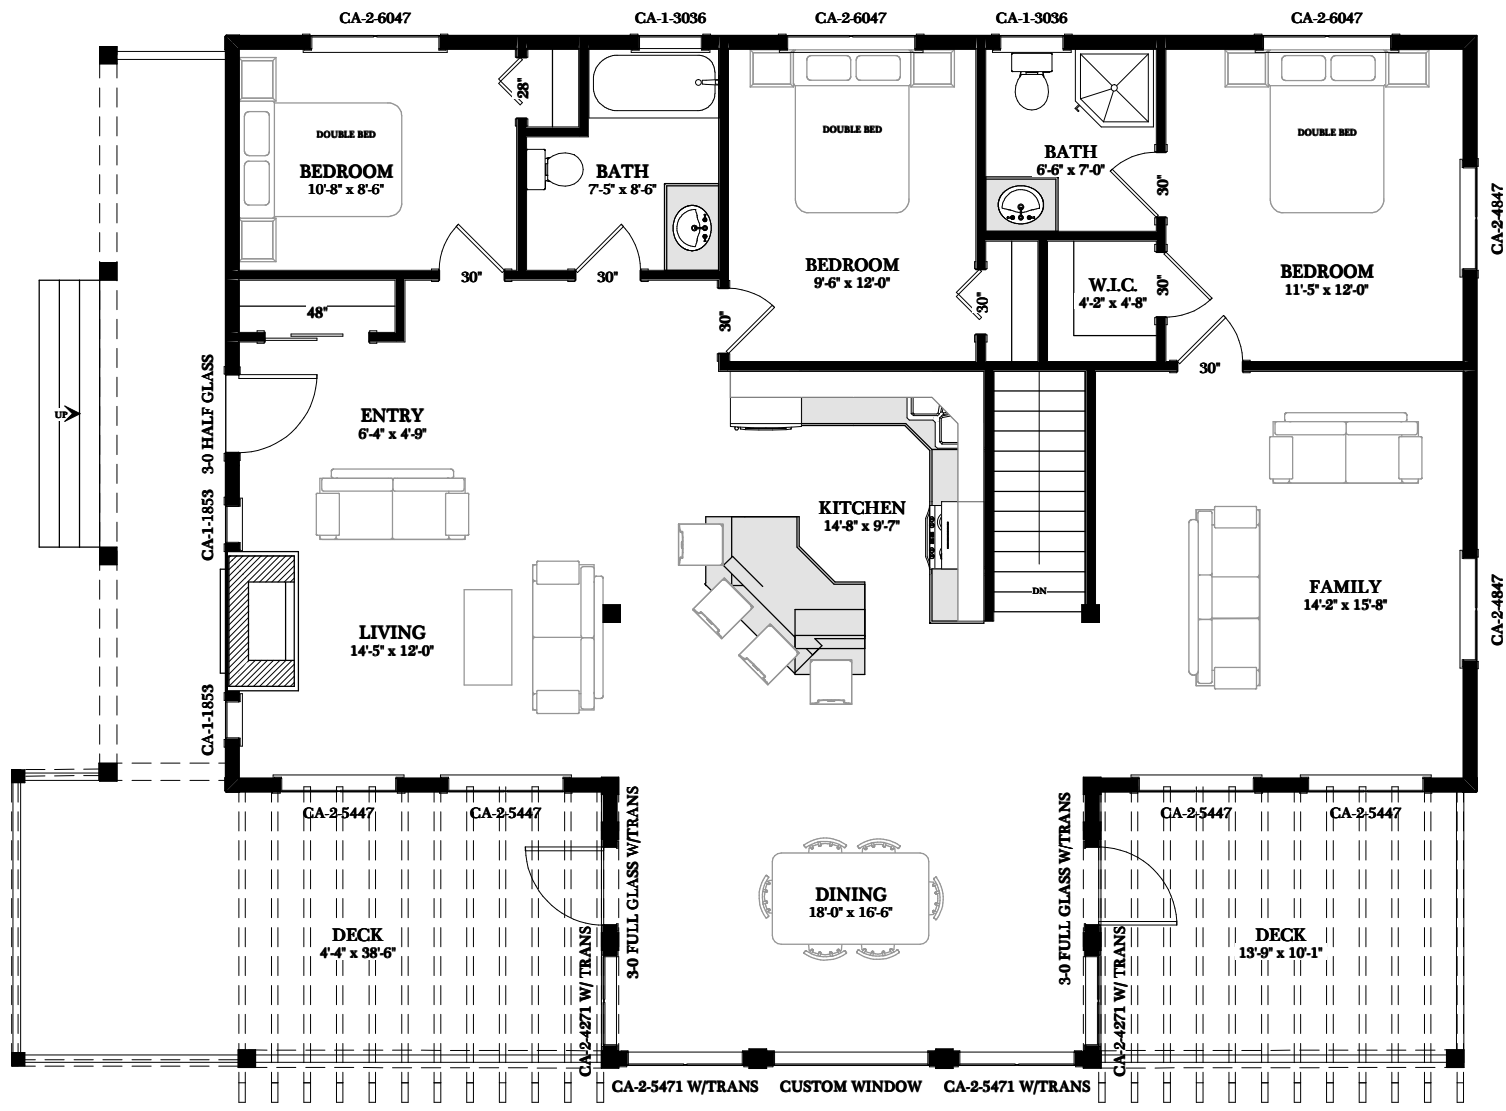 CA-2-6047
CA-1-3036
CA-2-6047
CA-1-3036
CA-2-6047
28"
DOUBLE BED
BEDROOM
10'-8" x 8'-6"
BATH
7'-5" x 8'-6"
DOUBLE BED
BEDROOM
9'-6" x 12'-0"
BATH
6'-6" x 7'-0"
30"
DOUBLE BED
BEDROOM
11'-5" x 12'-0"
CA-2-4847
30"
30"
30"
30"
W.I.C.
4'-2" x 4'-8"
30"
48"
30"
3-0 HALF GLASS
UP
ENTRY
6'-4" x 4'-9"
CA-1-1853
KITCHEN
14'-8" x 9'-7"
DN
FAMILY
14'-2" x 15'-8"
CA-2-4847
LIVING
14'-5" x 12'-0"
CA-1-1853
CA-2-5447
CA-2-5447
CA-2-5447
CA-2-5447
3-0 FULL GLASS W/TRANS
3-0 FULL GLASS W/TRANS
DINING
18'-0" x 16'-6"
DECK
4'-4" x 38'-6"
DECK
13'-9" x 10'-1"
CA-2-4271 W/ TRANS
CA-2-4271 W/ TRANS
CA-2-5471 W/TRANS
CUSTOM WINDOW
CA-2-5471 W/TRANS